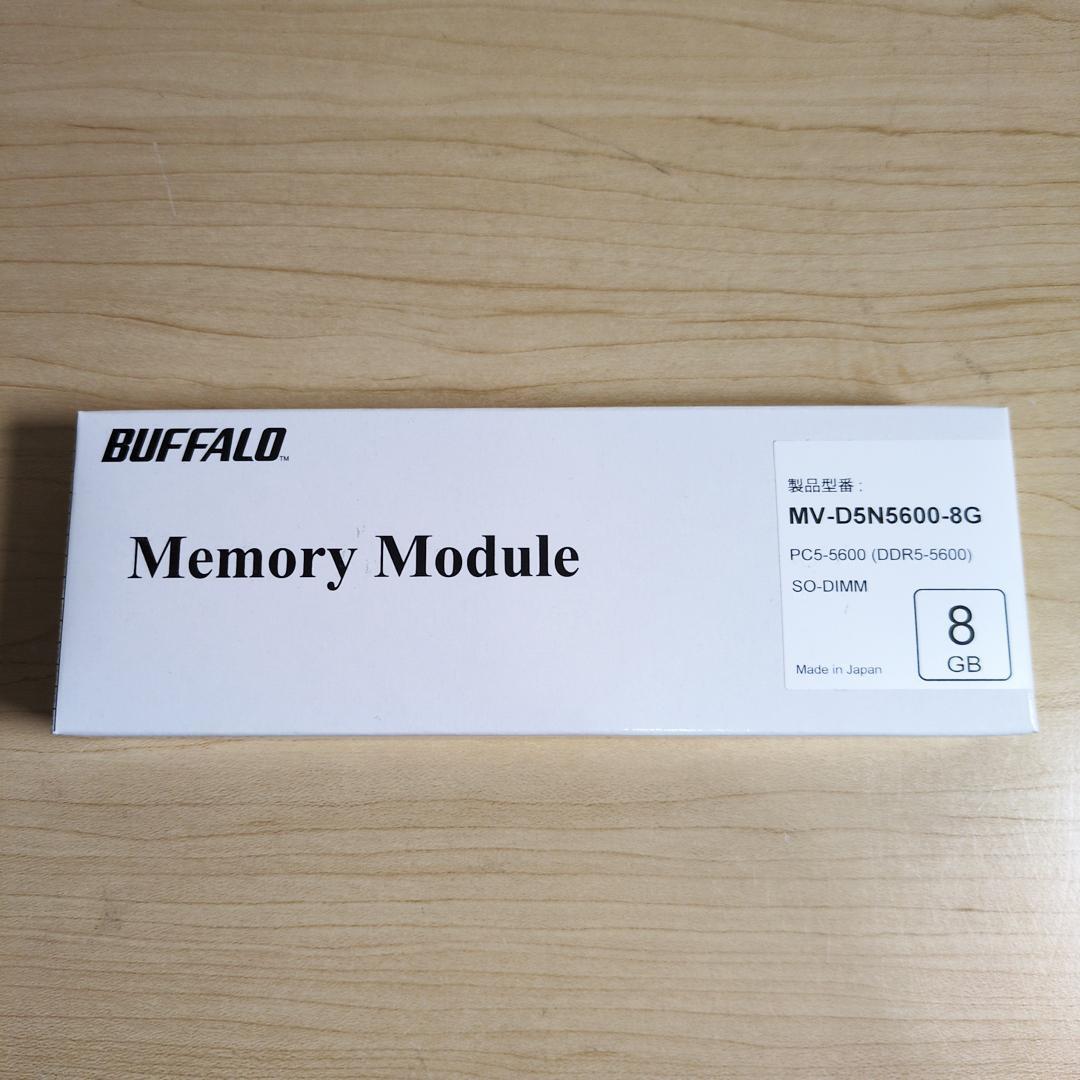 BUFFALO™
Memory Module
製品型番 :
MV-D5N5600-8G
PC5-5600 (DDR5-5600)
SO-DIMM
8
GB
Made in Japan